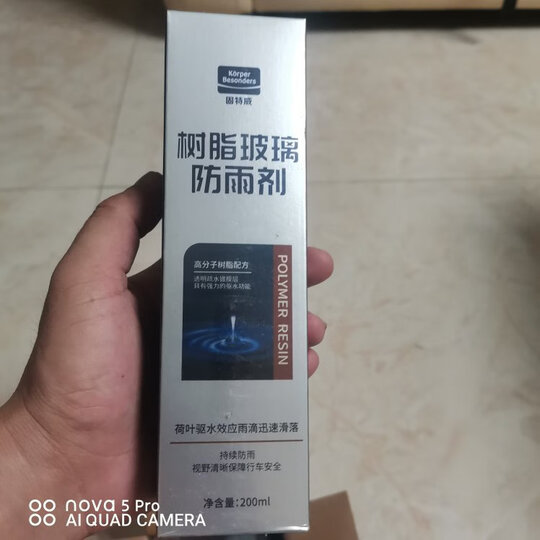 Körper
Besonders
固特威
树脂玻璃
防雨剂
高分子树脂配方
透明疏水镀膜层
具有强力的驱水功能
POLYMER RESIN
荷叶驱水效应雨滴迅速滑落
持续防雨
视野清晰保障行车安全
净含量:200ml
nova 5 Pro
AI QUAD CAMERA